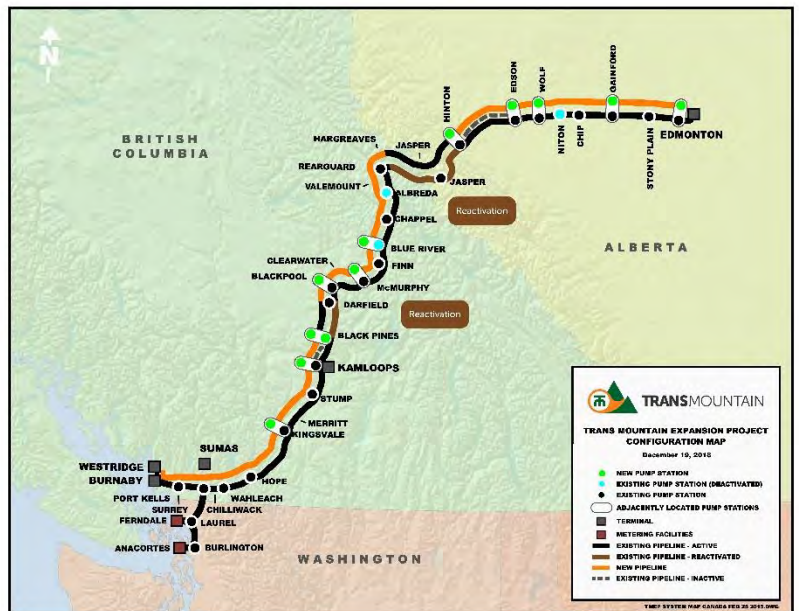 N
BRITISH
COLUMBIA
ALBERTA
WASHINGTON
HINTON
EDSON
WOLF
GAINFORD
NITON
CHIP
STONY PLAIN
EDMONTON
HARGREAVES
JASPER
REARGUARD
JASPER
VALEMOUNT
ALBREDA
Reactivation
CHAPPEL
BLUE RIVER
CLEARWATER
FINN
BLACKPOOL
McMURPHY
DARFIELD
Reactivation
BLACK PINES
KAMLOOPS
STUMP
MERRITT
KINGSVALE
SUMAS
WESTRIDGE
BURNABY
HOPE
PORT KELLS
WAHLEACH
SURREY
CHILLIWACK
FERNDALE
LAUREL
ANACORTES
BURLINGTON
TRANSMOUNTAIN
TRANS MOUNTAIN EXPANSION PROJECT
CONFIGURATION MAP
NEW PUMP STATION
EXISTING PUMP STATION (DEACTIVATED)
EXISTING PUMP STATION
ADJACENTLY LOCATED PUMP STATIONS
TERMINAL
METERING FACILITIES
EXISTING PIPELINE - ACTIVE
EXISTING PIPELINE - REACTIVATED
NEW PIPELINE
EXISTING PIPELINE - INACTIVE